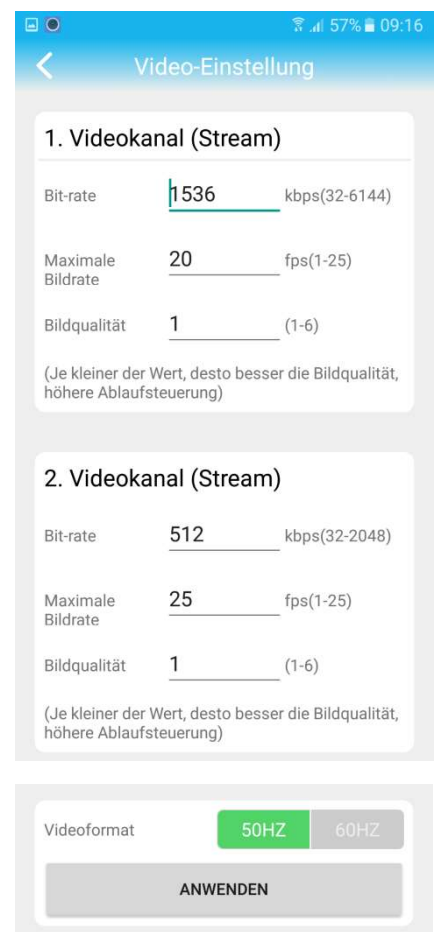 57% 09:16
Video-Einstellung
1. Videokanal (Stream)
Bit-rate 1536 kbps(32-6144)
Maximale Bildrate 20 fps(1-25)
Bildqualität 1 (1-6)
(Je kleiner der Wert, desto besser die Bildqualität,
höhere Ablaufsteuerung)
2. Videokanal (Stream)
Bit-rate 512 kbps(32-2048)
Maximale Bildrate 25 fps(1-25)
Bildqualität 1 (1-6)
(Je kleiner der Wert, desto besser die Bildqualität,
höhere Ablaufsteuerung)
Videoformat 50HZ 60HZ
ANWENDEN